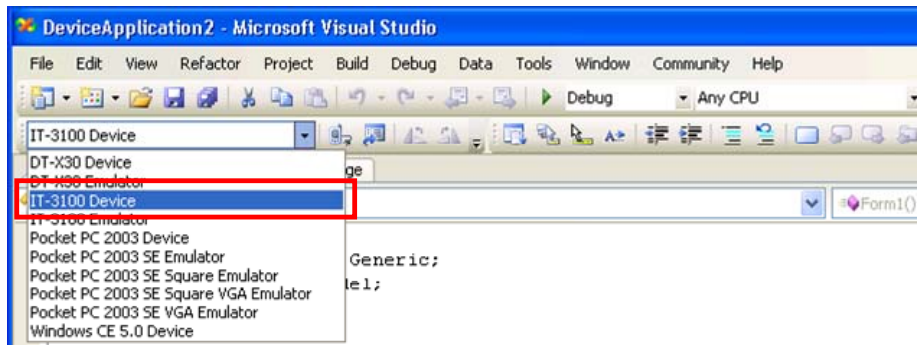 DeviceApplication2 - Microsoft Visual Studio
File Edit View Refactor Project Build Debug Data Tools Window Community Help
Debug Any CPU
IT-3100 Device
DT-X30 Device
ge
DT-X30 Emulator
IT-3100 Device
Form1()
IT-3100 Emulator
Pocket PC 2003 Device
Pocket PC 2003 SE Emulator
Generic;
Pocket PC 2003 SE Square Emulator
del;
Pocket PC 2003 SE Square VGA Emulator
Pocket PC 2003 SE VGA Emulator
Windows CE 5.0 Device